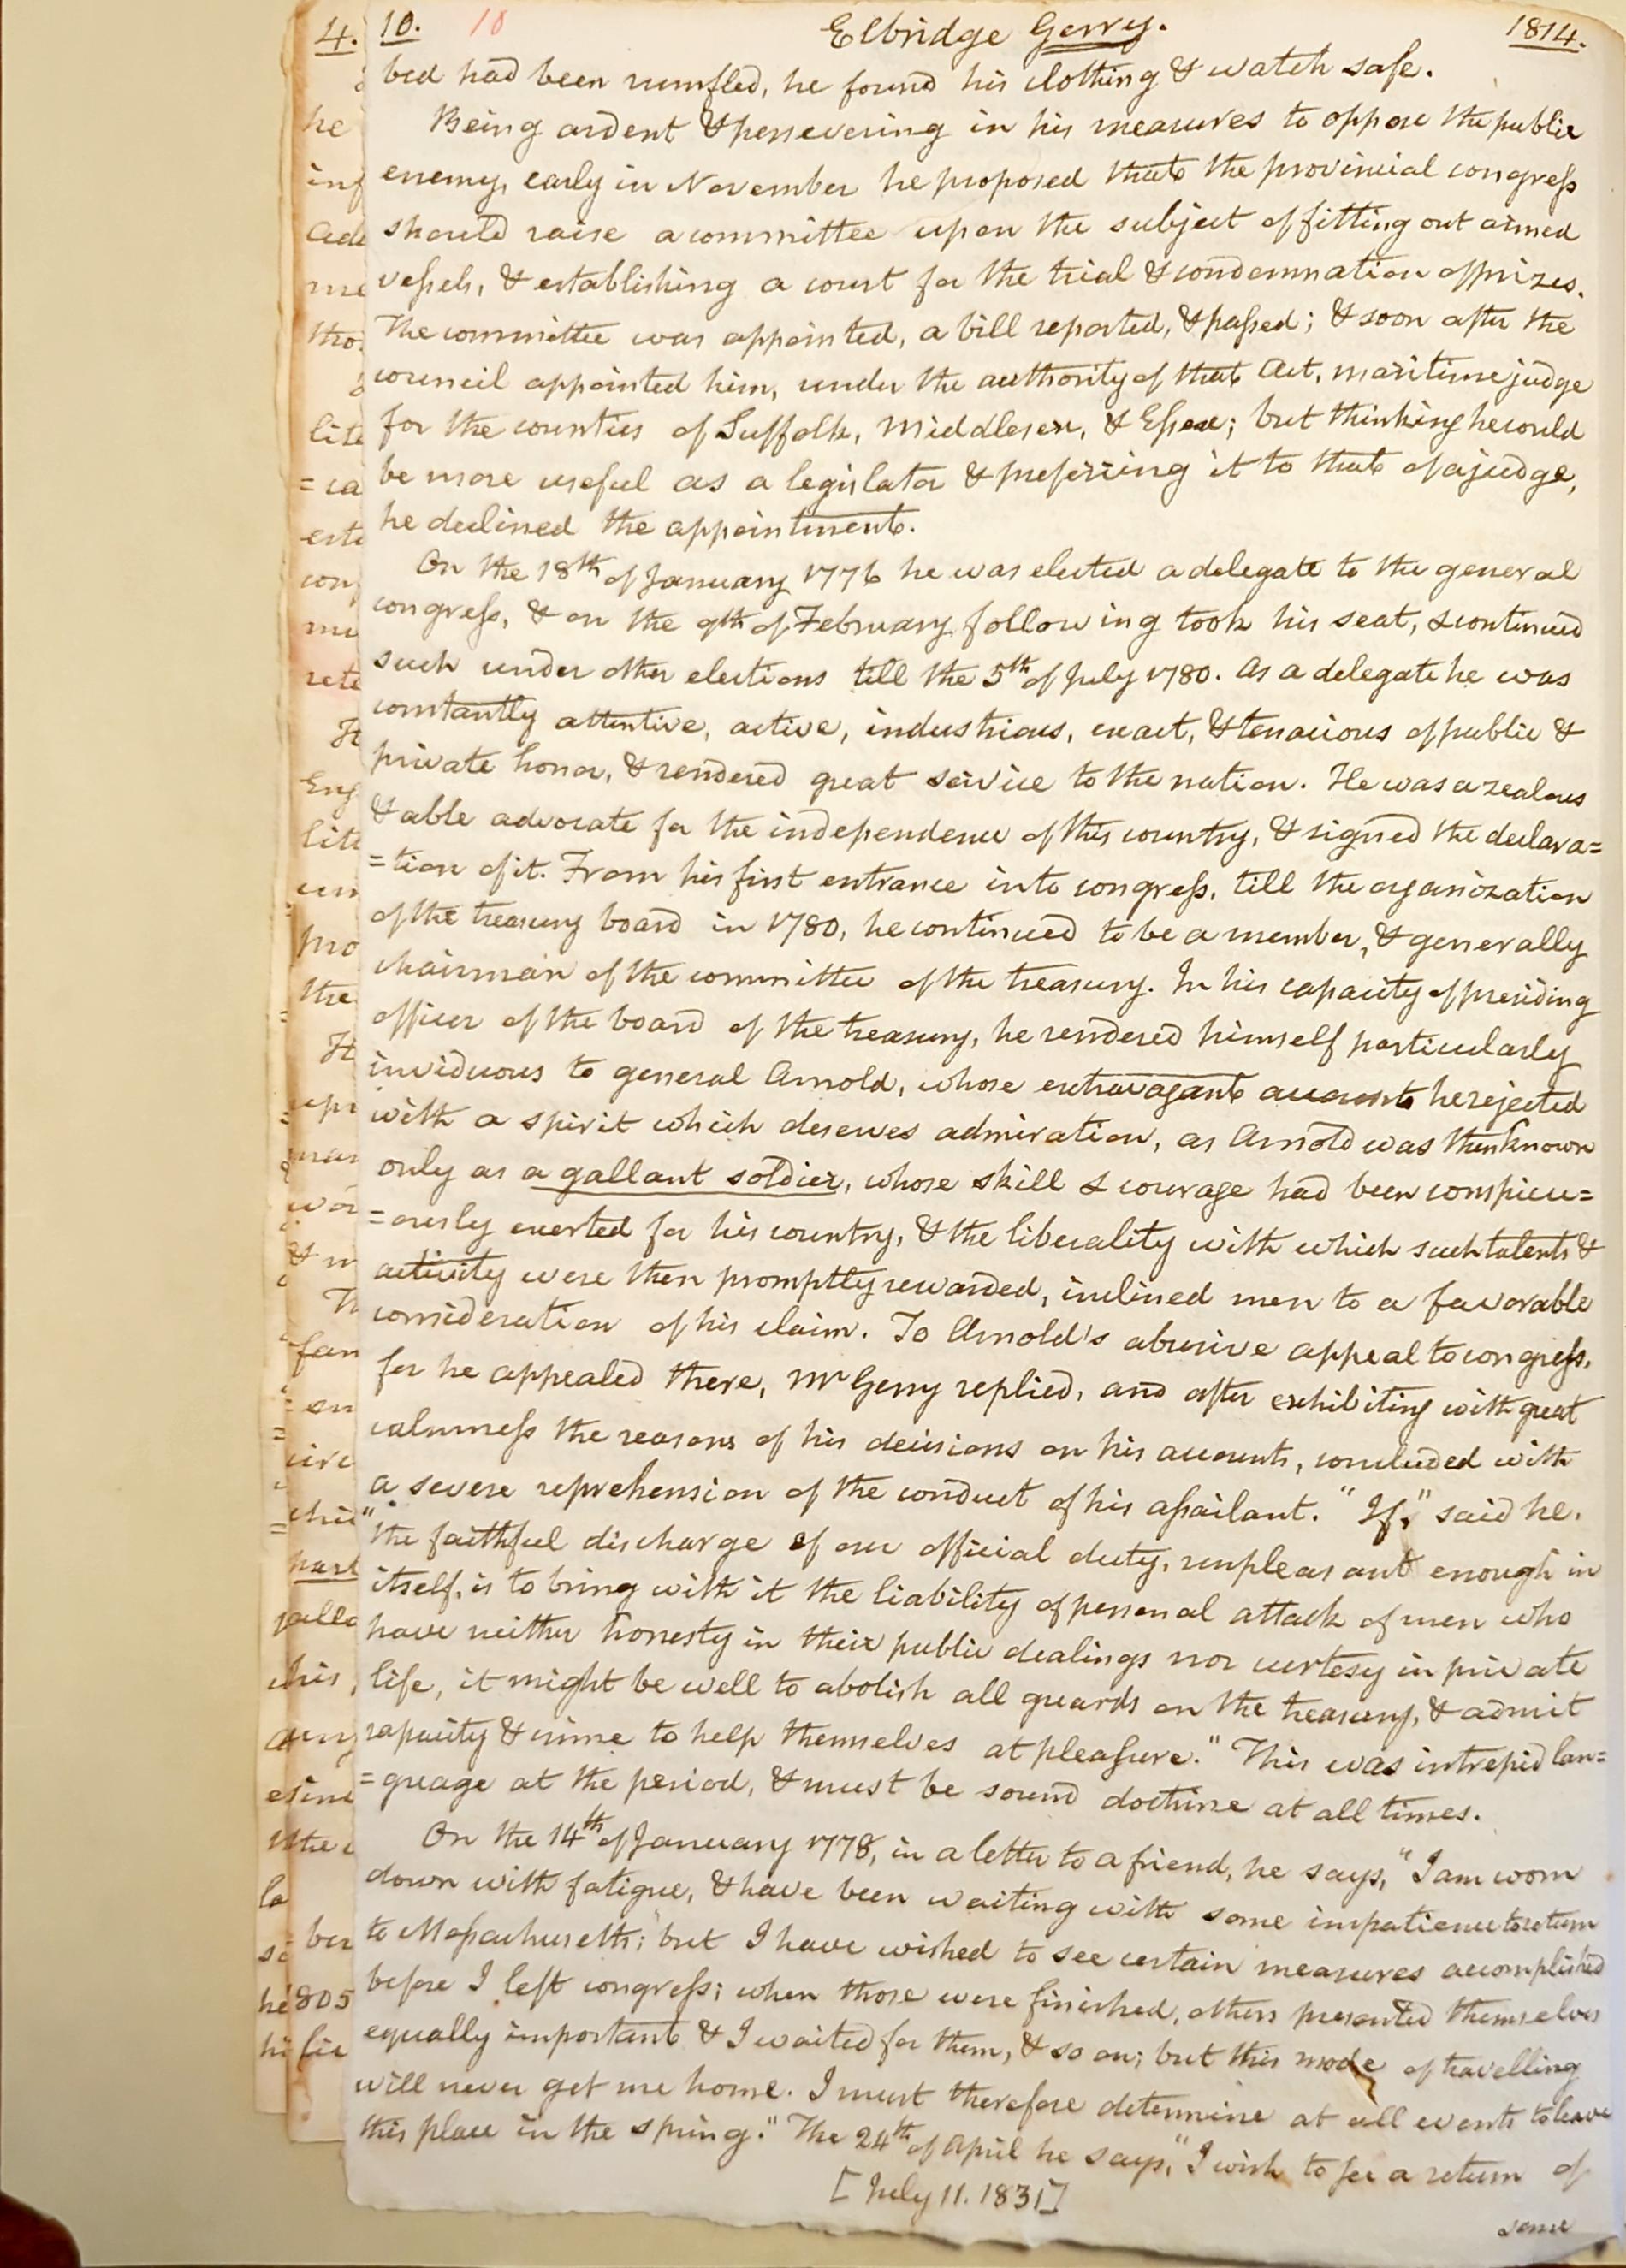 10. 10 Elbridge Gerry. 1814.
bed had been rumfled, he found his clothing & watch safe.
Being ardent & persevering in his measures to oppose the public
enemy, early in November he proposed that the provincial congreſs
should raise a committee upon the subject of fitting out armed
veſsels, & establishing a court for the trial & condemnation of prizes.
The committee was appointed, a bill reported, & paſsed; & soon after the
council appointed him, under the authority of that act, maritime judge
for the counties of Suffolk, Middlesex, & Eſsex; but thinking he could
be more useful as a legislator & preferring it to that of a judge,
he declined the appointment.
On the 18th of January 1776 he was elected a delegate to the general
congreſs, & on the 9th of February following took his seat, & continued
such under other elections till the 5th of July 1780. As a delegate he was
constantly attentive, active, industrious, exact, & tenacious of public &
private honor, & rendered great service to the nation. He was a zealous
& able advocate for the independence of this country, & signed the declara=
=tion of it. From his first entrance into congreſs, till the organization
of the treasury board in 1780, he continued to be a member, & generally
chairman of the committee of the treasury. In his capacity of presiding
officer of the board of the treasury, he rendered himself particularly
inviduous to general Arnold, whose extravagant accounts he rejected
with a spirit which deserves admiration, as Arnold was then known
only as a gallant soldier, whose skill & courage had been conspicu=
=ously exerted for his country, & the liberality with which such talents &
activity were then promptly rewarded, inclined men to a favorable
consideration of his claim. To Arnold's abusive appeal to congreſs,
for he appealed there, Mr Gerry replied, and after exhibiting with great
calmneſs the reasons of his decisions on his accounts, concluded with
a severe reprehension of the conduct of his aſsailant. "If," said he,
"the faithful discharge of our official duty, unpleasant enough in
itself, is to bring with it the liability of personal attack of men who
have neither honesty in their public dealings nor curtesy in private
life, it might be well to abolish all guards on the treasury, & admit
rapacity & crime to help themselves at pleaſure." This was intrepid lan=
=guage at the period, & must be sound doctrine at all times.
On the 14th of January 1778, in a letter to a friend, he says, "I am worn
down with fatigue, & have been waiting with some impatience to return
to Maſsachusetts; but I have wished to see certain measures accomplished
before I left congreſs; when those were finished, others presented themselves
equally important & I waited for them, & so on; but this mode of travelling
will never get me home. I must therefore determine at all events to leave
this place in the spring." The 24th of April he says, "I wish to see a return of
[July 11. 1831]
some